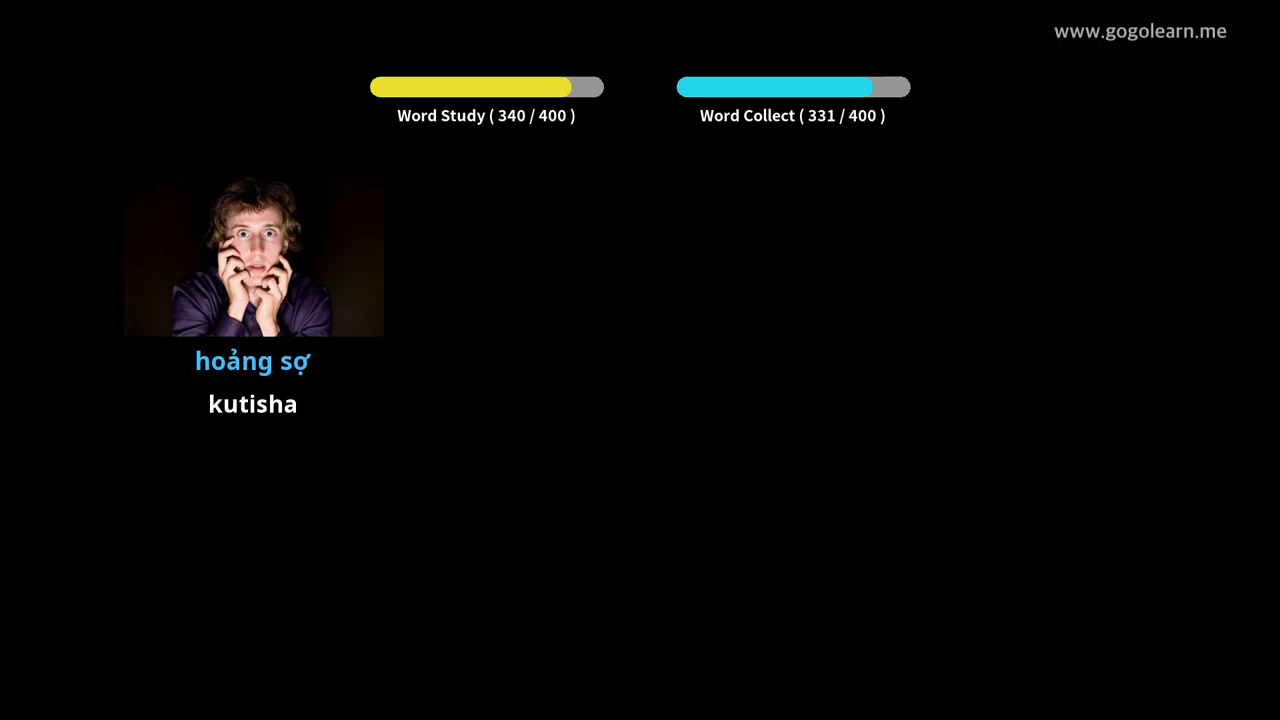 www.gogolearn.me
Word Study ( 340 / 400 )
Word Collect ( 331 / 400 )
hoảng sợ
kutisha